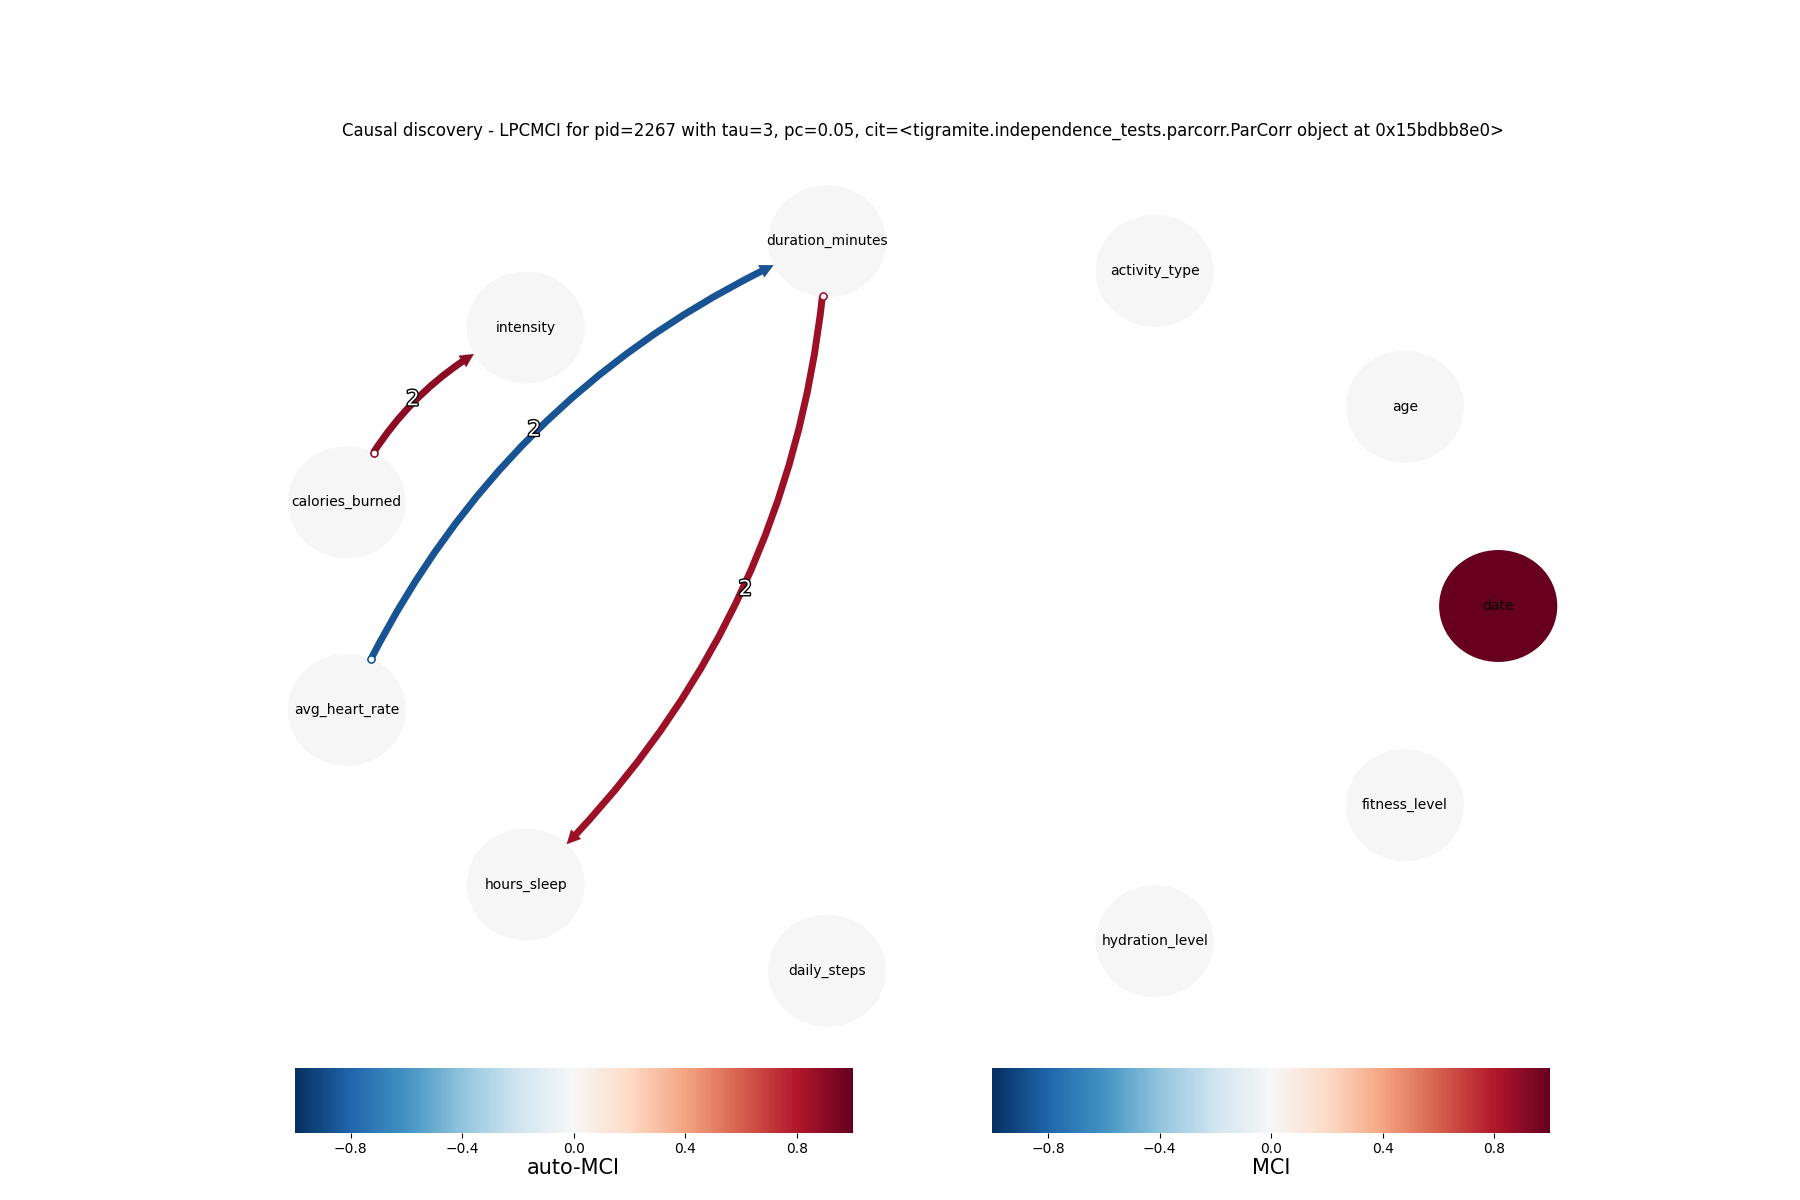 Causal discovery - LPCMCI for pid=2267 with tau=3, pc=0.05, cit=<tigramite.independence_tests.parcorr.ParCorr object at 0x15bdbb8e0>
duration_minutes
activity_type
intensity
2
age
2
calories_burned
2
date
avg_heart_rate
fitness_level
hours_sleep
hydration_level
daily_steps
−0.8 −0.4 0.0 0.4 0.8
auto-MCI
−0.8 −0.4 0.0 0.4 0.8
MCI